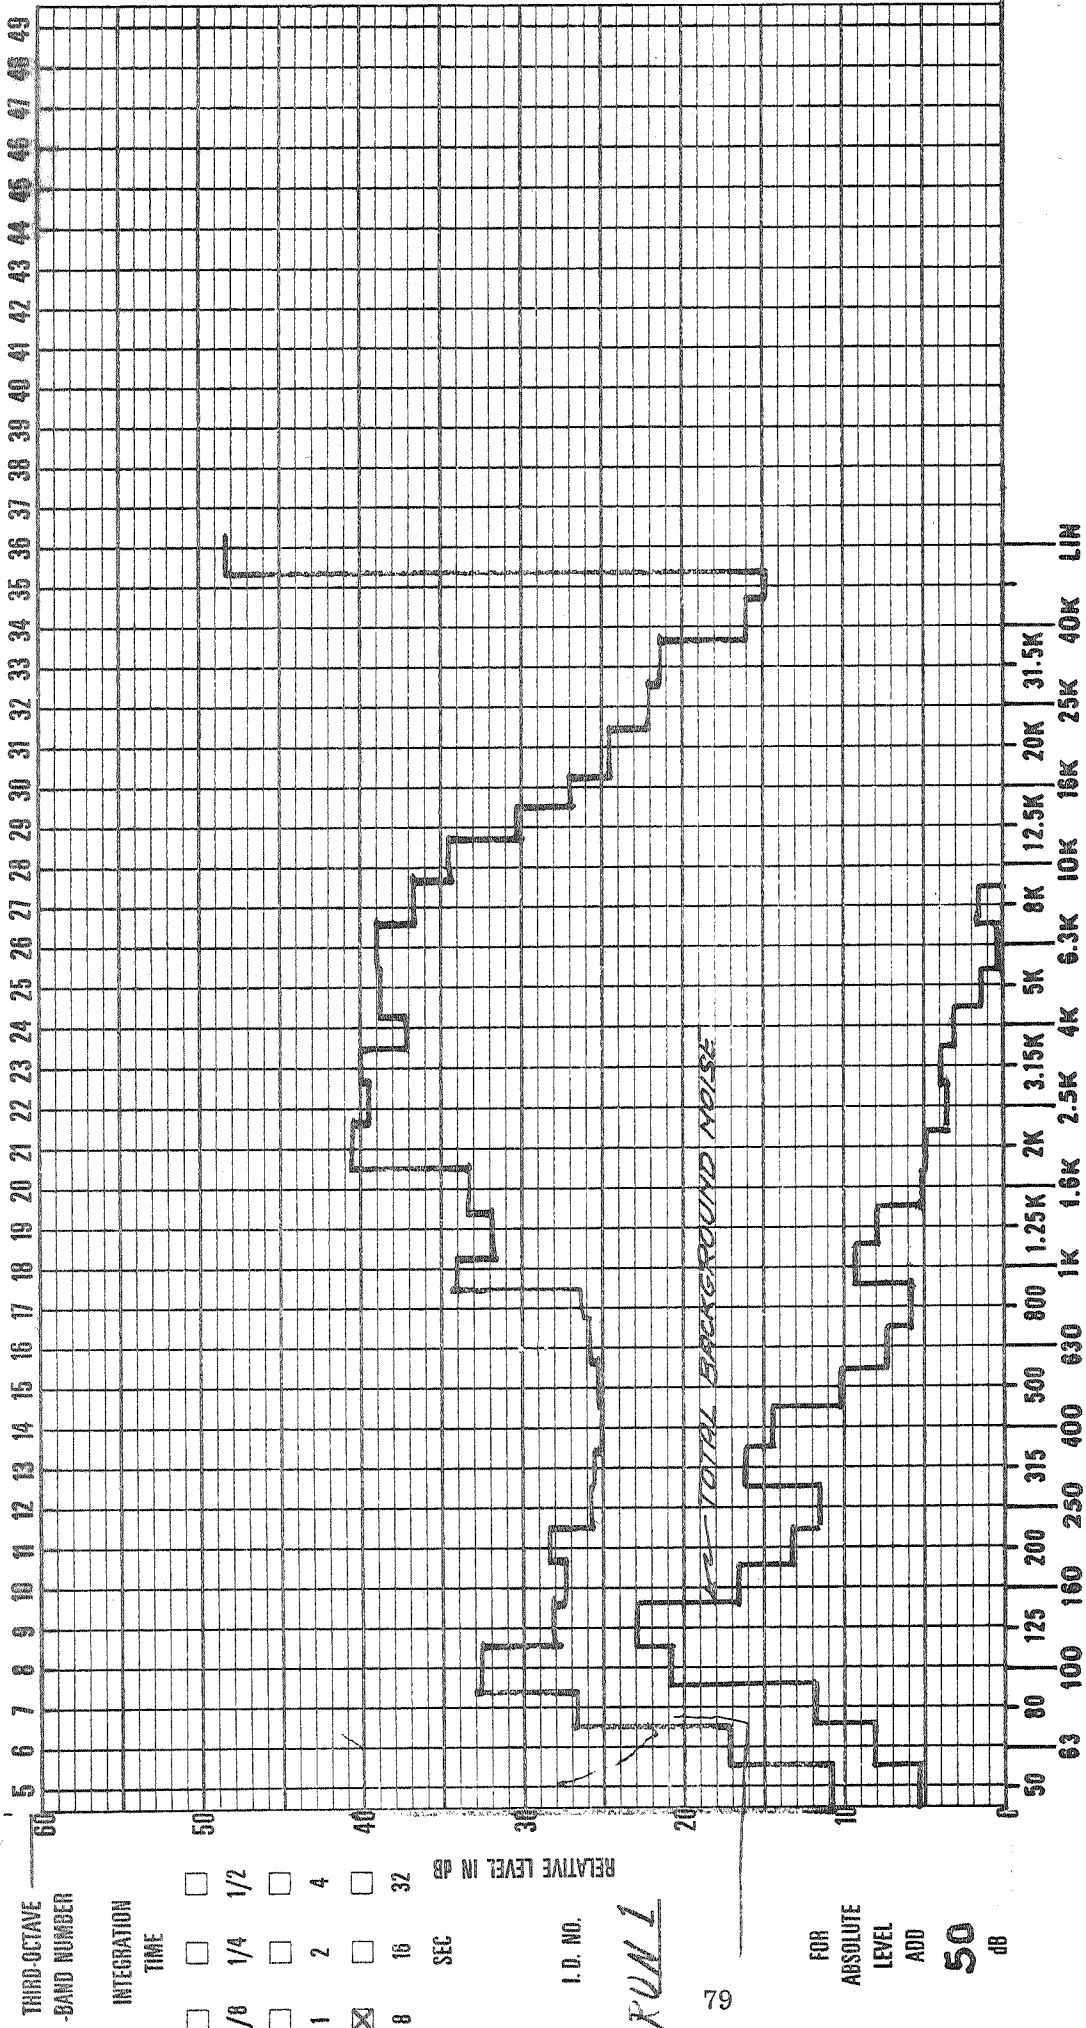 THIRD-OCTAVE
-BAND NUMBER
5 6 7 8 9 10 11 12 13 14 15 16 17 18 19 20 21 22 23 24 25 26 27 28 29 30 31 32 33 34 35 36 37 38 39 40 41 42 43 44 45 46 47 48 49
INTEGRATION
TIME
/8 1/4 1/2
1 2 4
8 16 32
SEC
RELATIVE LEVEL IN dB
60
50
40
30
20
10
0
I. D. NO.
RUN 1
79
FOR
ABSOLUTE
LEVEL
ADD
50
dB
TOTAL BACKGROUND NOISE
50 80 125 200 315 500 800 1.25K 2K 3.15K 5K 8K 12.5K 20K 31.5K
63 100 160 250 400 630 1K 1.6K 2.5K 4K 6.3K 10K 16K 25K 40K LIN